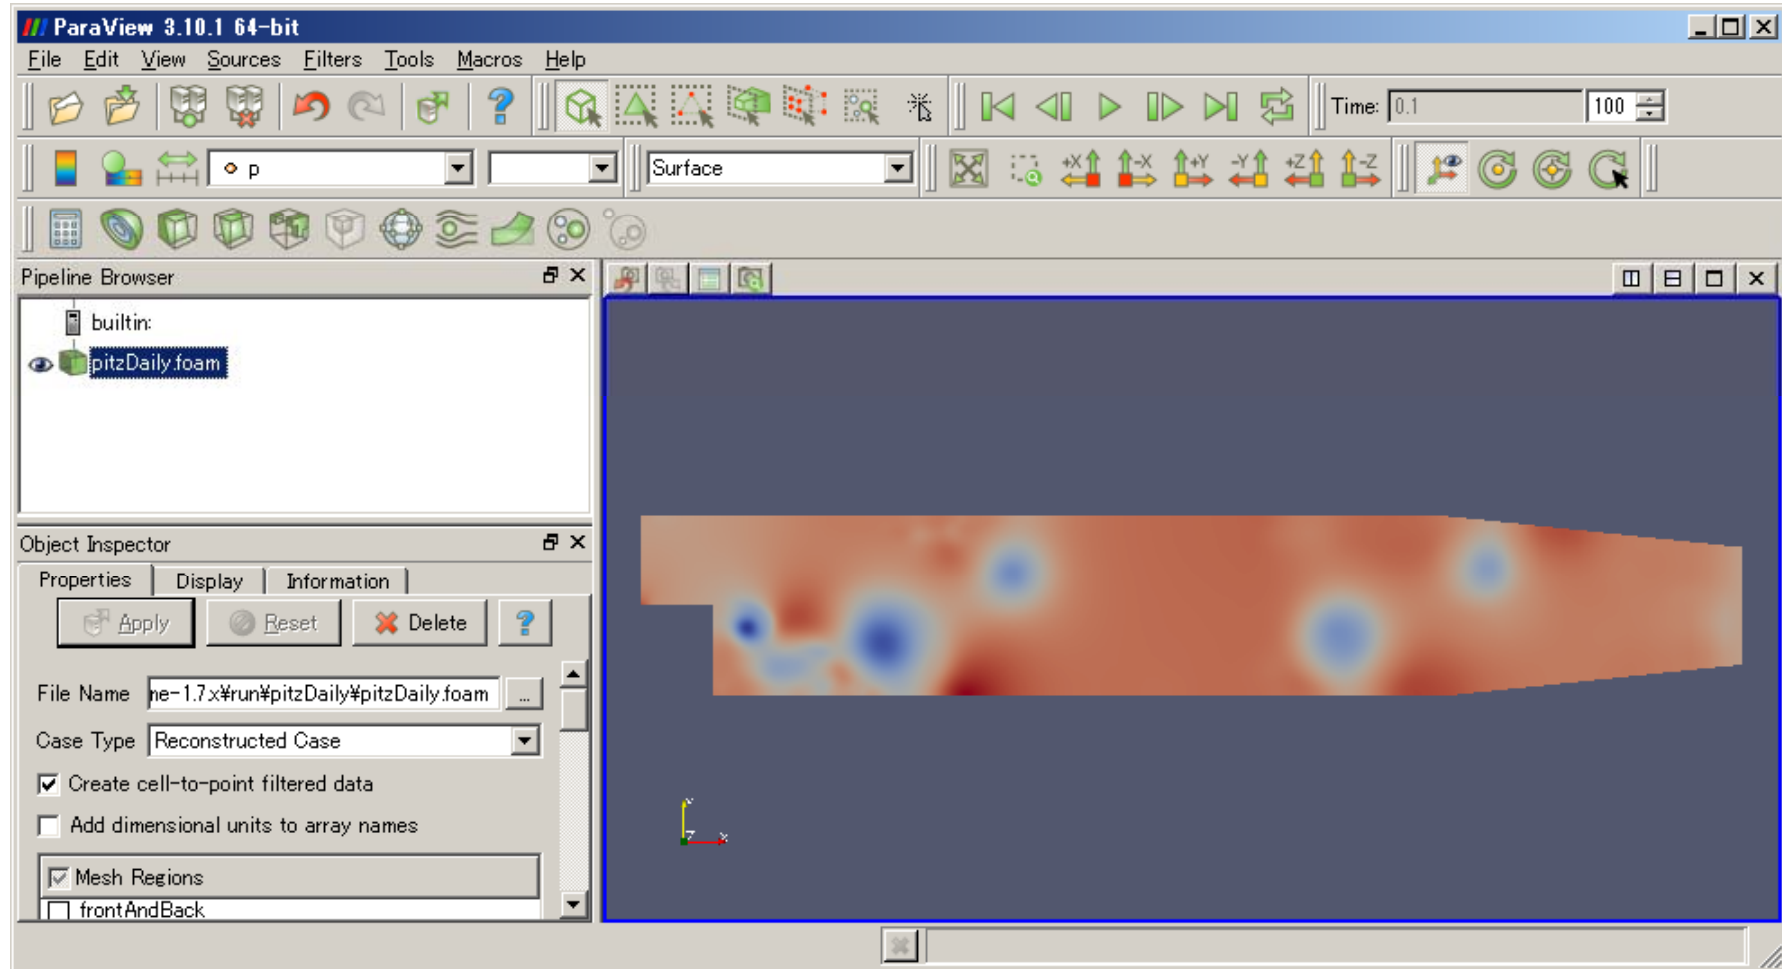 ParaView 3.10.1 64-bit
File Edit View Sources Filters Tools Macros Help
Time: 0.1 100
p Surface +X -X +Y -Y +Z -Z
Pipeline Browser
builtin:
pitzDaily.foam
Object Inspector
Properties Display Information
Apply Reset Delete ?
File Name ne-1.7.x¥run¥pitzDaily¥pitzDaily.foam ...
Case Type Reconstructed Case
Create cell-to-point filtered data
Add dimensional units to array names
Mesh Regions
frontAndBack
Y
Z X